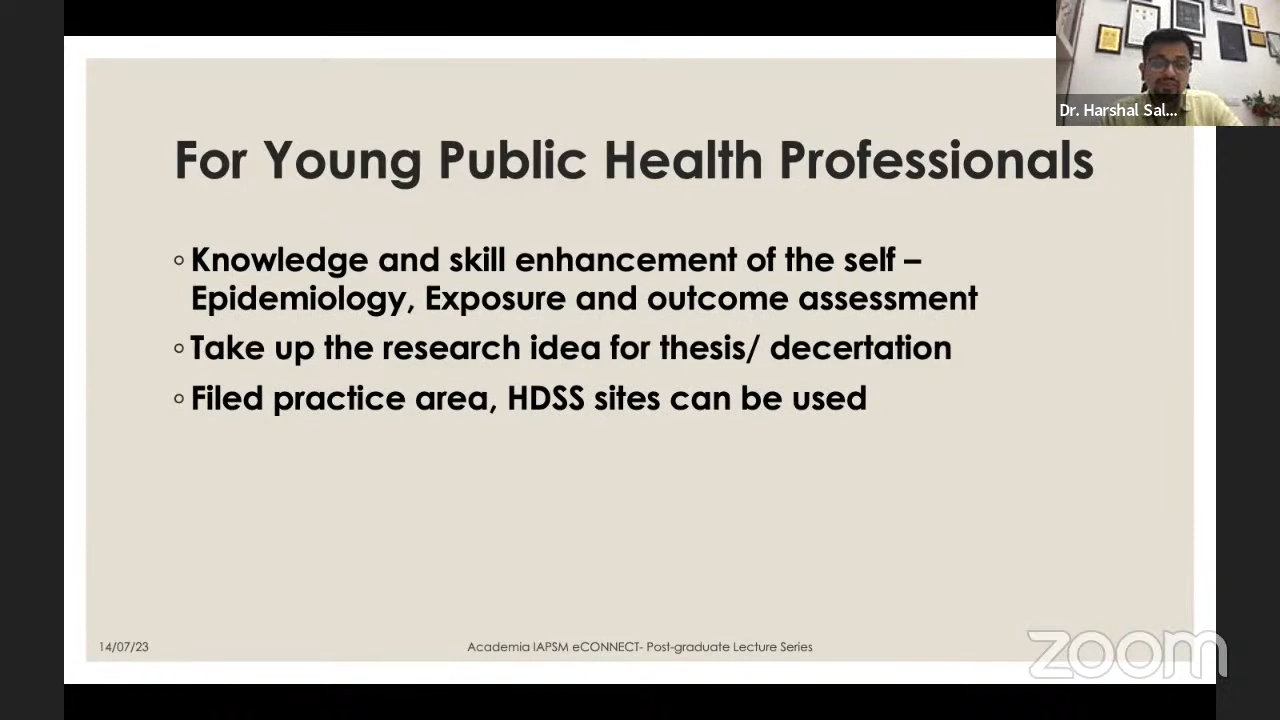 Dr. Harshal Sal...
For Young Public Health Professionals
◦ Knowledge and skill enhancement of the self –
Epidemiology, Exposure and outcome assessment
◦ Take up the research idea for thesis/ decertation
◦ Filed practice area, HDSS sites can be used
14/07/23
Academia IAPSM eCONNECT- Post-graduate Lecture Series
zoom